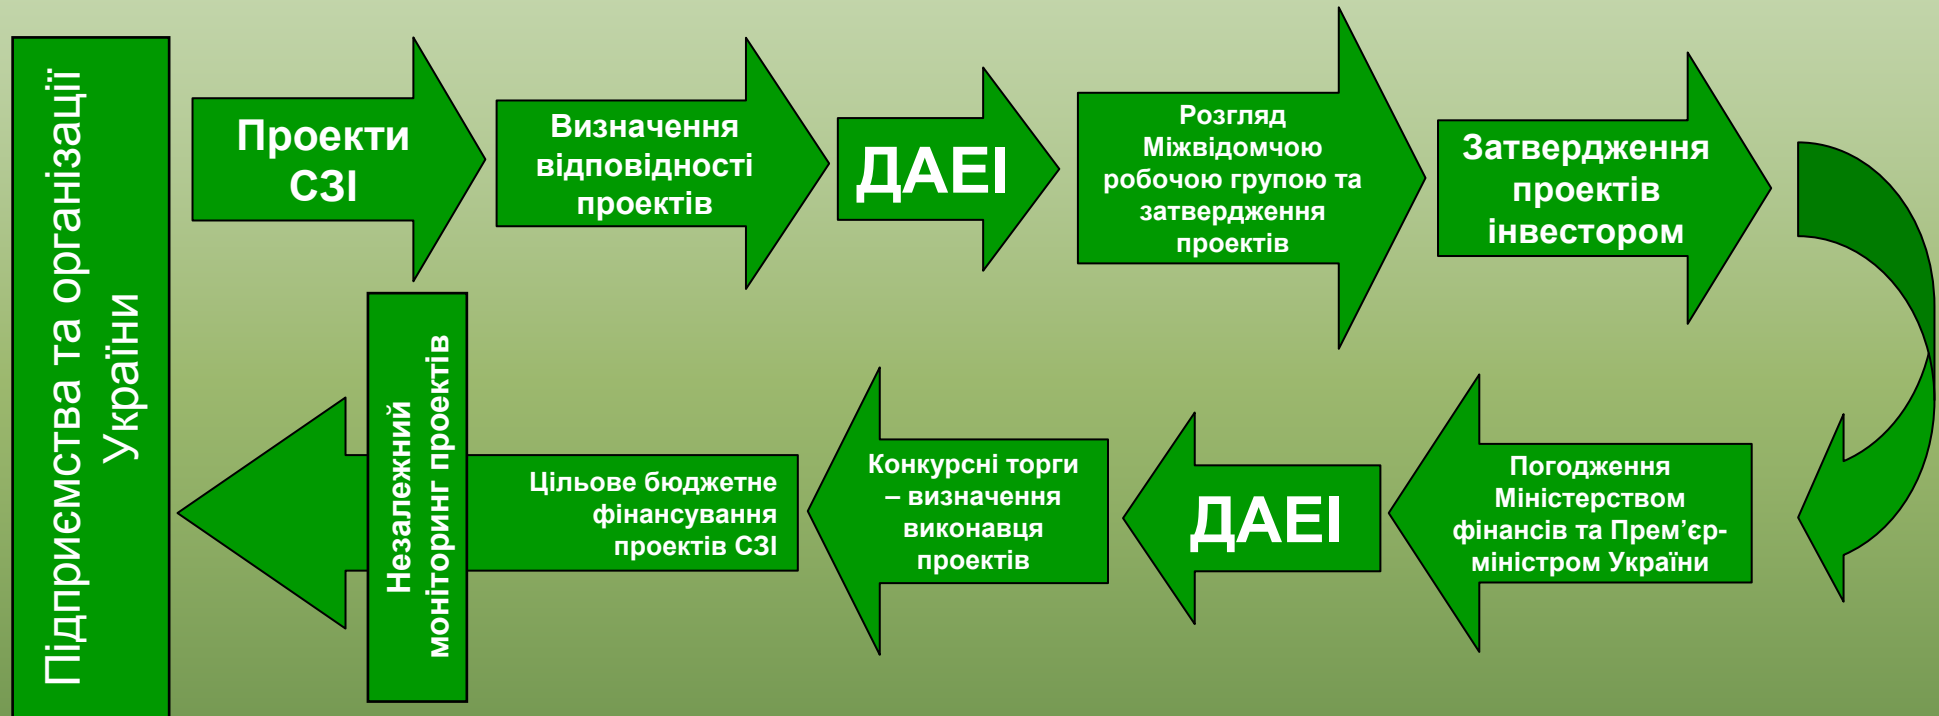 Підприємства та організації
України
Проекти
СЗІ
Визначення
відповідності
проектів
ДАЕІ
Розгляд
Міжвідомчою
робочою групою та
затвердження
проектів
Затвердження
проектів
інвестором
Погодження
Міністерством
фінансів та Прем’єр-
міністром України
ДАЕІ
Конкурсні торги
– визначення
виконавця
проектів
Цільове бюджетне
фінансування
проектів СЗІ
Незалежний
моніторинг проектів